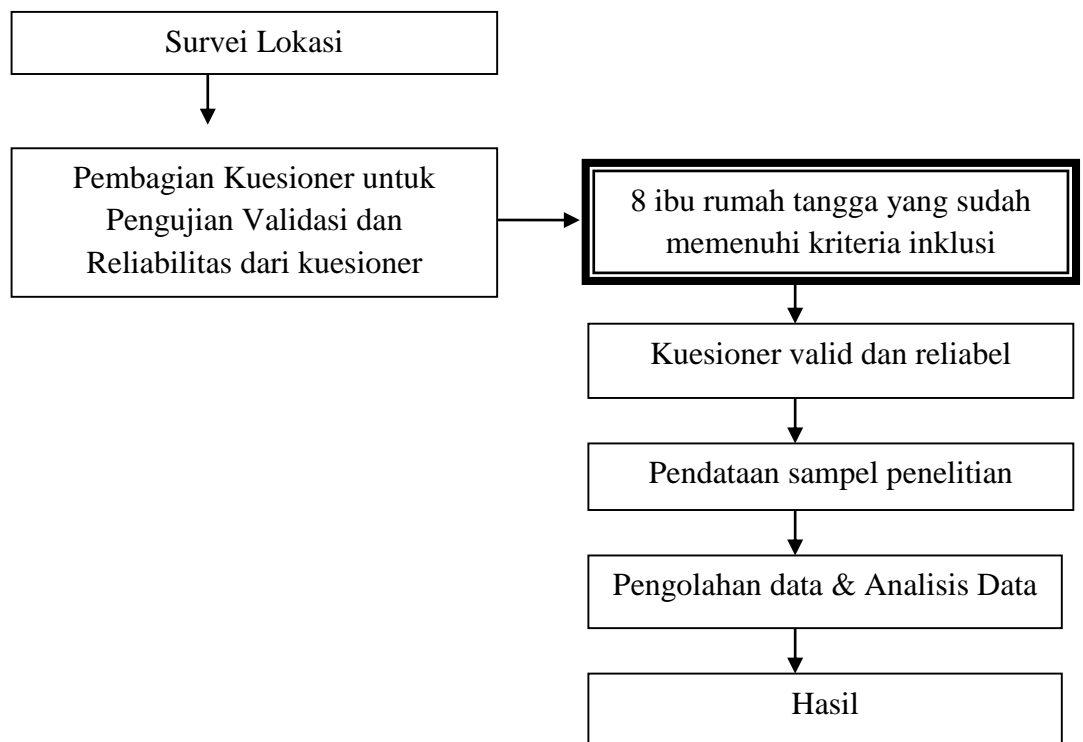 Survei Lokasi
Pembagian Kuesioner untuk
Pengujian Validasi dan
Reliabilitas dari kuesioner
8 ibu rumah tangga yang sudah
memenuhi kriteria inklusi
Kuesioner valid dan reliabel
Pendataan sampel penelitian
Pengolahan data & Analisis Data
Hasil